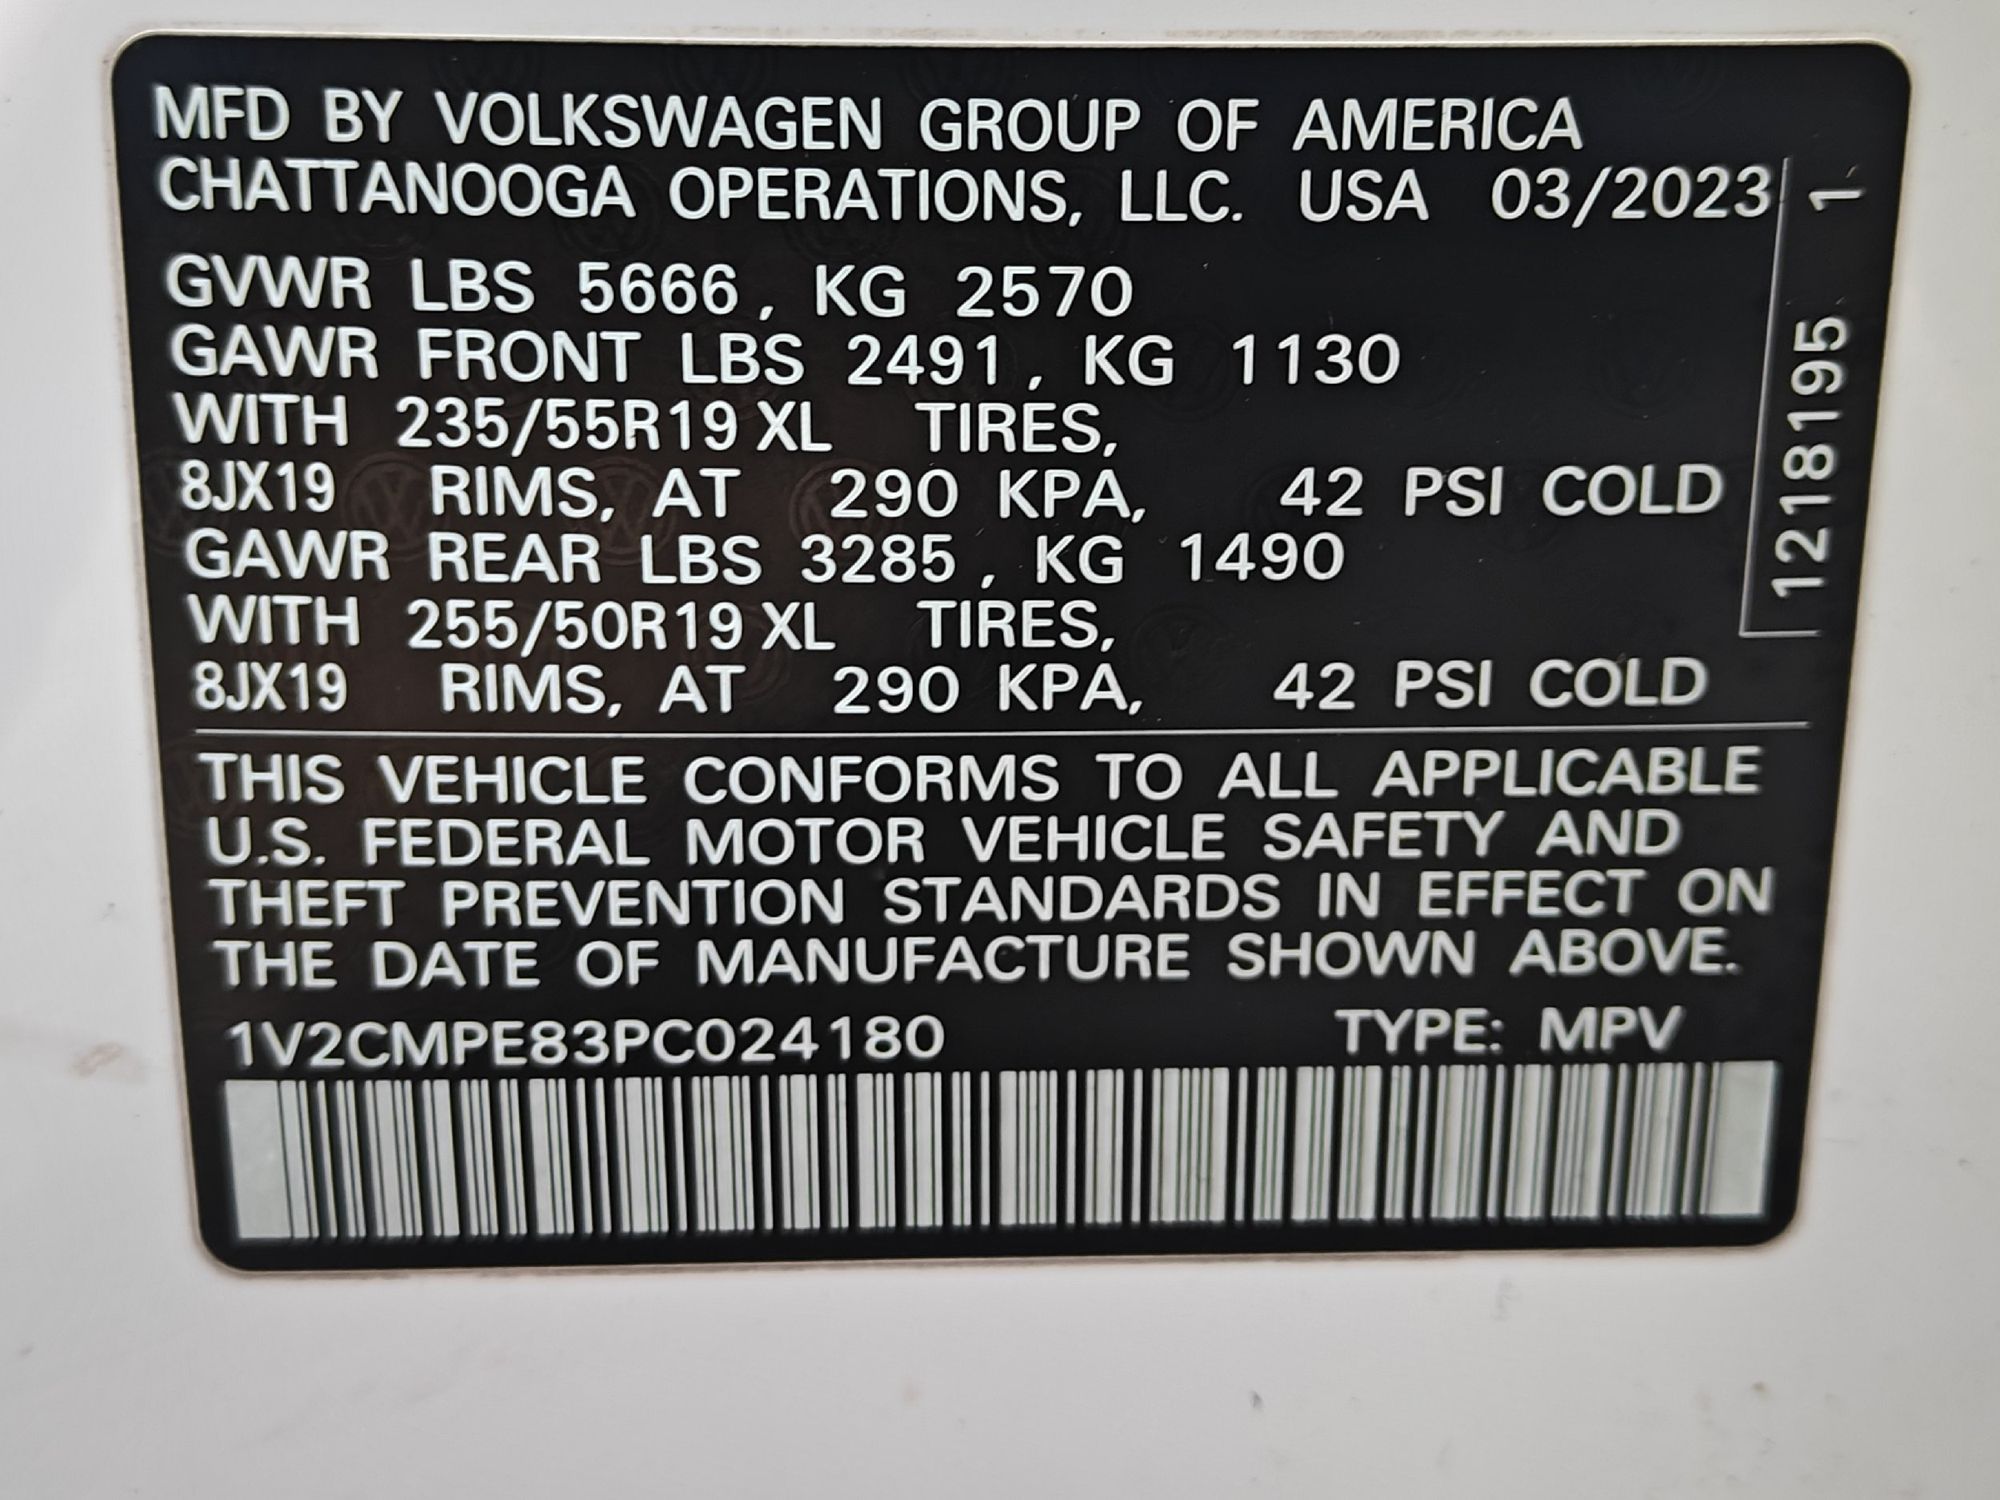 MFD BY VOLKSWAGEN GROUP OF AMERICA
CHATTANOOGA OPERATIONS, LLC. USA 03/2023
GVWR LBS 5666, KG 2570
GAWR FRONT LBS 2491, KG 1130
WITH 235/55R19 XL TIRES,
8JX19 RIMS, AT 290 KPA, 42 PSI COLD
GAWR REAR LBS 3285, KG 1490
WITH 255/50R19 XL TIRES,
8JX19 RIMS, AT 290 KPA, 42 PSI COLD
1218195 1
THIS VEHICLE CONFORMS TO ALL APPLICABLE
U.S. FEDERAL MOTOR VEHICLE SAFETY AND
THEFT PREVENTION STANDARDS IN EFFECT ON
THE DATE OF MANUFACTURE SHOWN ABOVE.
1V2CMPE83PC024180 TYPE: MPV